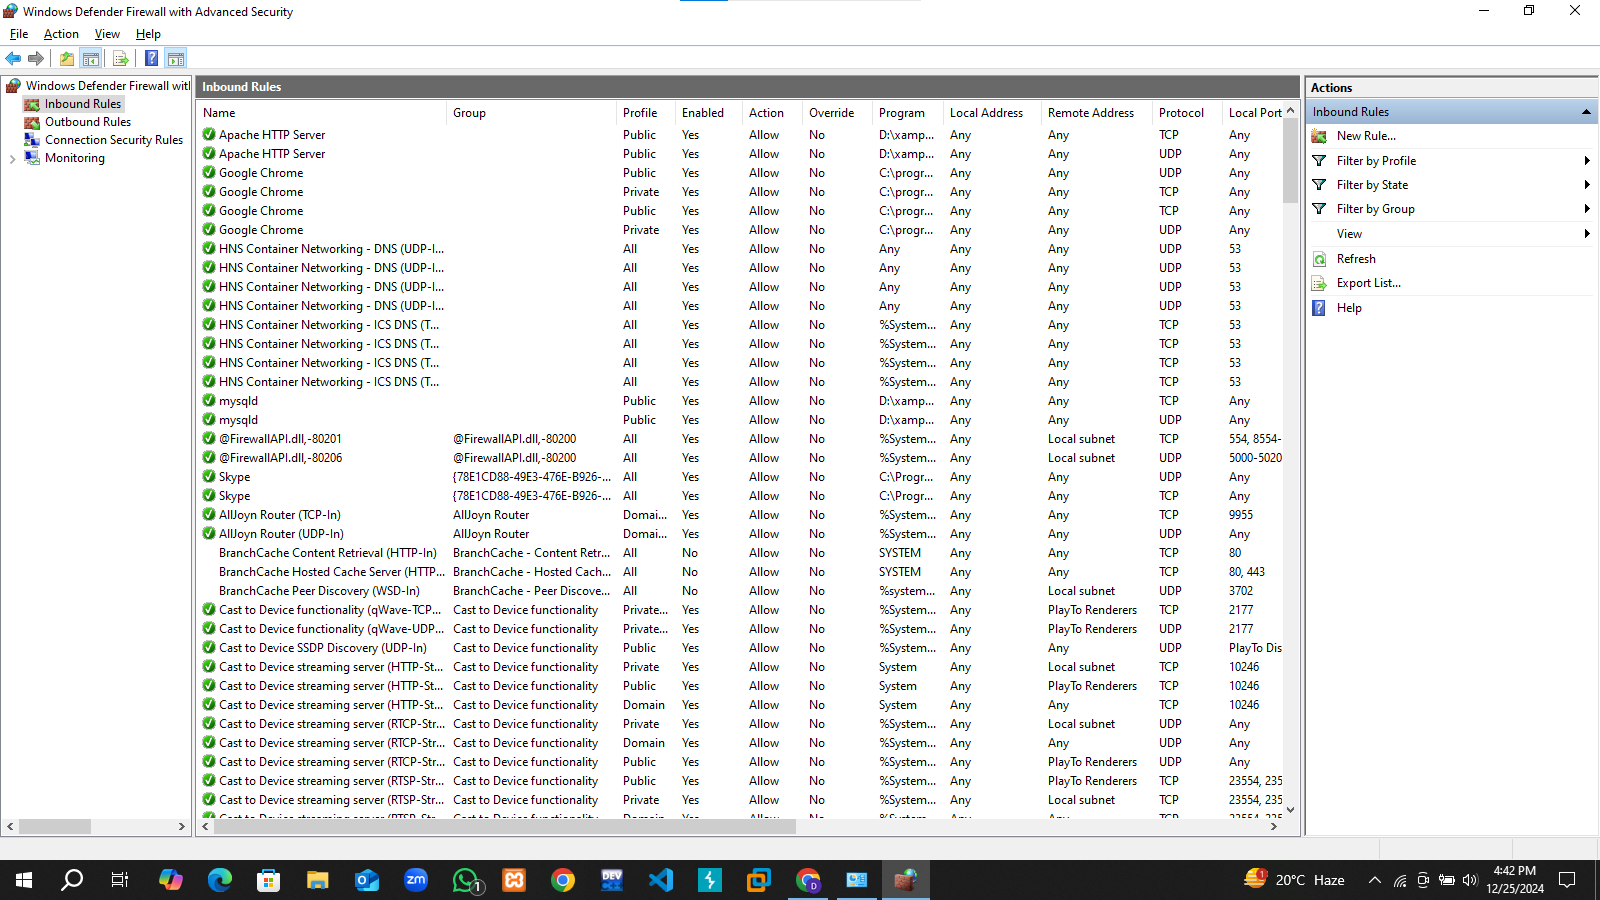 Windows Defender Firewall with Advanced Security
File Action View Help
Windows Defender Firewall with
Inbound Rules
Outbound Rules
Connection Security Rules
Monitoring
Inbound Rules
Name Group Profile Enabled Action Override Program Local Address Remote Address Protocol Local Port
Apache HTTP Server Public Yes Allow No D:\xamp... Any Any TCP Any
Apache HTTP Server Public Yes Allow No D:\xamp... Any Any UDP Any
Google Chrome Public Yes Allow No C:\progr... Any Any UDP Any
Google Chrome Private Yes Allow No C:\progr... Any Any TCP Any
Google Chrome Public Yes Allow No C:\progr... Any Any TCP Any
Google Chrome Private Yes Allow No C:\progr... Any Any UDP Any
HNS Container Networking - DNS (UDP-I... All Yes Allow No Any Any Any UDP 53
HNS Container Networking - DNS (UDP-I... All Yes Allow No Any Any Any UDP 53
HNS Container Networking - DNS (UDP-I... All Yes Allow No Any Any Any UDP 53
HNS Container Networking - DNS (UDP-I... All Yes Allow No Any Any Any UDP 53
HNS Container Networking - ICS DNS (T... All Yes Allow No %System... Any Any TCP 53
HNS Container Networking - ICS DNS (T... All Yes Allow No %System... Any Any TCP 53
HNS Container Networking - ICS DNS (T... All Yes Allow No %System... Any Any TCP 53
HNS Container Networking - ICS DNS (T... All Yes Allow No %System... Any Any TCP 53
mysqld Public Yes Allow No D:\xamp... Any Any TCP Any
mysqld Public Yes Allow No D:\xamp... Any Any UDP Any
@FirewallAPI.dll,-80201 @FirewallAPI.dll,-80200 All Yes Allow No %System... Any Local subnet TCP 554, 8554-
@FirewallAPI.dll,-80206 @FirewallAPI.dll,-80200 All Yes Allow No %System... Any Local subnet UDP 5000-5020
Skype {78E1CD88-49E3-476E-B926-... All Yes Allow No C:\Progr... Any Any UDP Any
Skype {78E1CD88-49E3-476E-B926-... All Yes Allow No C:\Progr... Any Any TCP Any
AllJoyn Router (TCP-In) AllJoyn Router Domai... Yes Allow No %System... Any Any TCP 9955
AllJoyn Router (UDP-In) AllJoyn Router Domai... Yes Allow No %System... Any Any UDP Any
BranchCache Content Retrieval (HTTP-In) BranchCache - Content Retr... All No Allow No SYSTEM Any Any TCP 80
BranchCache Hosted Cache Server (HTTP... BranchCache - Hosted Cach... All No Allow No SYSTEM Any Any TCP 80, 443
BranchCache Peer Discovery (WSD-In) BranchCache - Peer Discove... All No Allow No %system... Any Local subnet UDP 3702
Cast to Device functionality (qWave-TCP... Cast to Device functionality Private... Yes Allow No %System... Any PlayTo Renderers TCP 2177
Cast to Device functionality (qWave-UDP... Cast to Device functionality Private... Yes Allow No %System... Any PlayTo Renderers UDP 2177
Cast to Device SSDP Discovery (UDP-In) Cast to Device functionality Public Yes Allow No %System... Any Any UDP PlayTo Dis
Cast to Device streaming server (HTTP-St... Cast to Device functionality Private Yes Allow No System Any Local subnet TCP 10246
Cast to Device streaming server (HTTP-St... Cast to Device functionality Public Yes Allow No System Any PlayTo Renderers TCP 10246
Cast to Device streaming server (HTTP-St... Cast to Device functionality Domain Yes Allow No System Any Any TCP 10246
Cast to Device streaming server (RTCP-Str... Cast to Device functionality Private Yes Allow No %System... Any Local subnet UDP Any
Cast to Device streaming server (RTCP-Str... Cast to Device functionality Domain Yes Allow No %System... Any Any UDP Any
Cast to Device streaming server (RTCP-Str... Cast to Device functionality Public Yes Allow No %System... Any PlayTo Renderers UDP Any
Cast to Device streaming server (RTSP-Str... Cast to Device functionality Public Yes Allow No %System... Any PlayTo Renderers TCP 23554, 235
Cast to Device streaming server (RTSP-Str... Cast to Device functionality Private Yes Allow No %System... Any Local subnet TCP 23554, 235
Actions
Inbound Rules
New Rule...
Filter by Profile
Filter by State
Filter by Group
View
Refresh
Export List...
Help
zm
1
DEV
D
1
20°C Haze
4:42 PM
12/25/2024